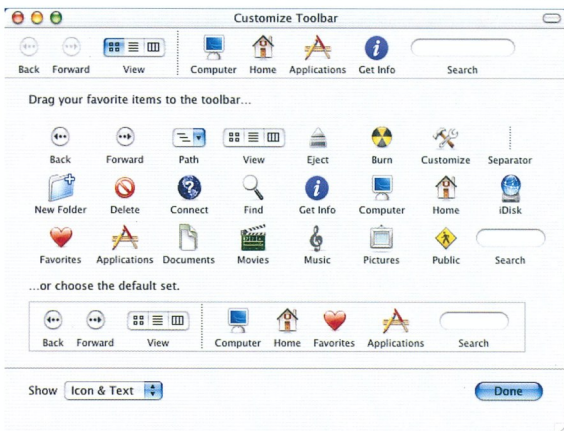 Customize Toolbar
Back Forward View Computer Home Applications Get Info Search
Drag your favorite items to the toolbar...
Back Forward Path View Eject Burn Customize Separator
New Folder Delete Connect Find Get Info Computer Home iDisk
Favorites Applications Documents Movies Music Pictures Public Search
...or choose the default set.
Back Forward View Computer Home Favorites Applications Search
Show Icon & Text Done